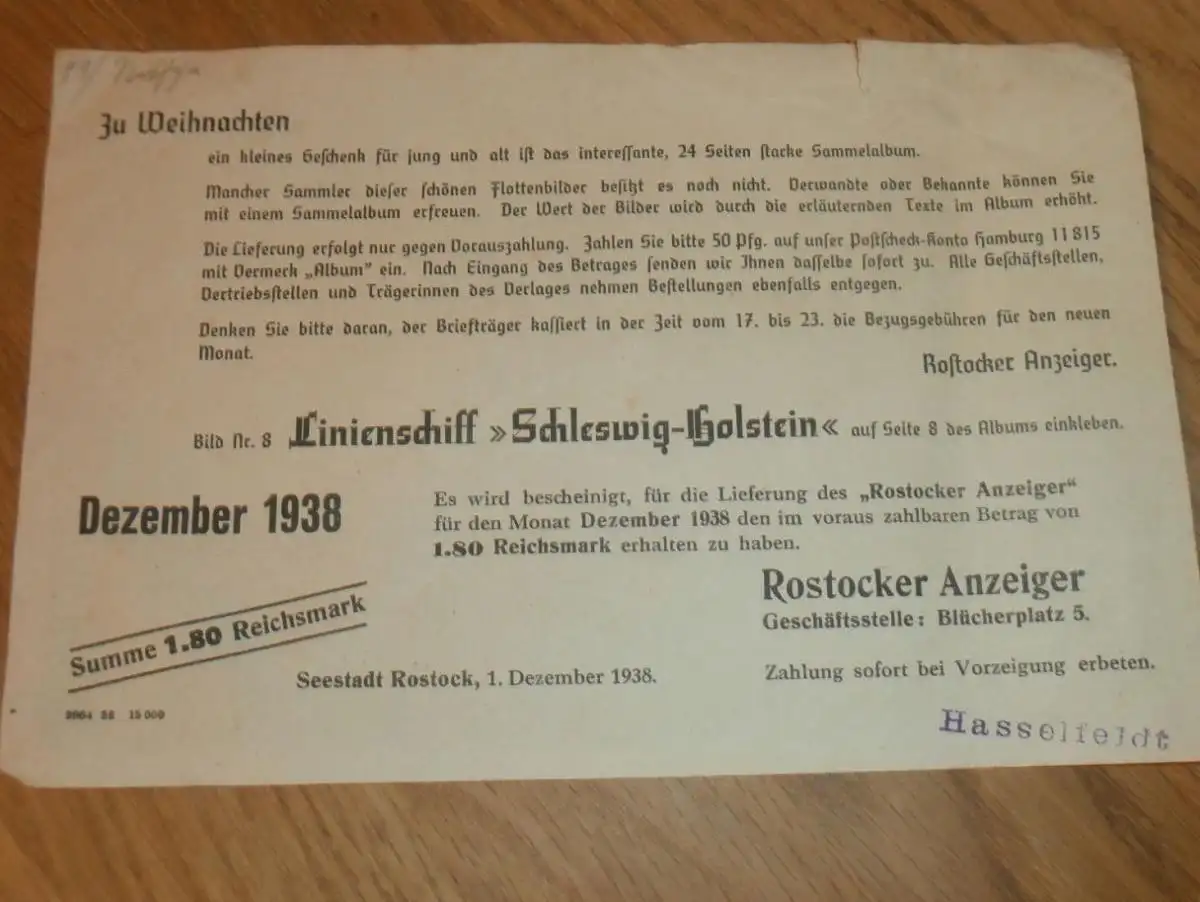 Zu Weihnachten
ein kleines Geschenk für jung und alt ist das interessante, 24 Seiten starke Sammelalbum.
Mancher Sammler dieser schönen Flottenbilder besitzt es noch nicht. Verwandte oder Bekannte können Sie
mit einem Sammelalbum erfreuen. Der Wert der Bilder wird durch die erläuternden Texte im Album erhöht.
Die Lieferung erfolgt nur gegen Vorauszahlung. Zahlen Sie bitte 50 Pfg. auf unser Postscheck-Konto Hamburg 11 815
mit Vermerk „Album" ein. Nach Eingang des Betrages senden wir Ihnen dasselbe sofort zu. Alle Geschäftsstellen,
Vertriebsstellen und Trägerinnen des Verlages nehmen Bestellungen ebenfalls entgegen.
Denken Sie bitte daran, der Briefträger kassiert in der Zeit vom 17. bis 23. die Bezugsgebühren für den neuen
Monat.
Rostocker Anzeiger.
Bild Nr. 8 Linienschiff »Schleswig-Holstein« auf Seite 8 des Albums einkleben.
Dezember 1938
Es wird bescheinigt, für die Lieferung des „Rostocker Anzeiger“
für den Monat Dezember 1938 den im voraus zahlbaren Betrag von
1.80 Reichsmark erhalten zu haben.
Rostocker Anzeiger
Geschäftsstelle: Blücherplatz 5.
Summe 1.80 Reichsmark
Seestadt Rostock, 1. Dezember 1938.
Zahlung sofort bei Vorzeigung erbeten.
15 000
Hasselfeldt